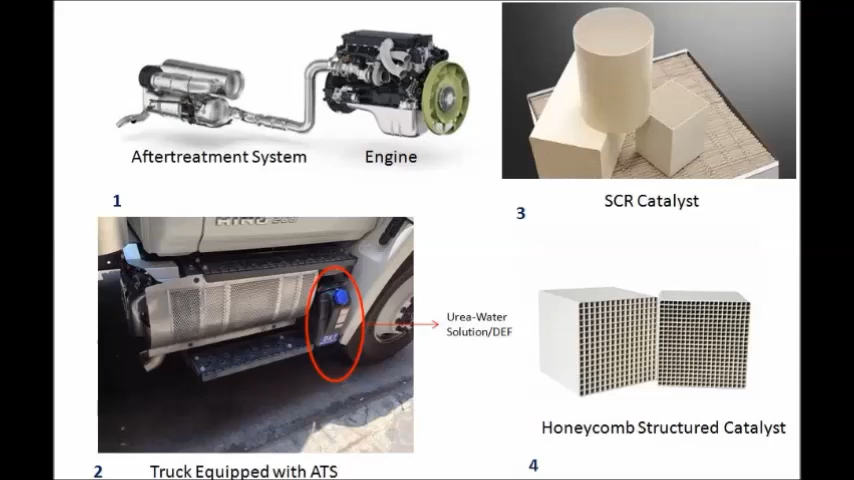 Aftertreatment System
Engine
1
SCR Catalyst
3
HINO
Urea-Water
Solution/DEF
Honeycomb Structured Catalyst
2
Truck Equipped with ATS
4